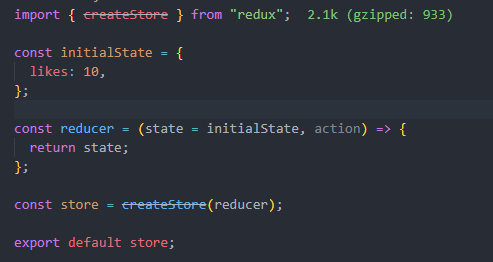 import { createStore } from "redux"; 2.1k (gzipped: 933)
const initialState = {
likes: 10,
};
const reducer = (state = initialState, action) => {
return state;
};
const store = createStore(reducer);
export default store;